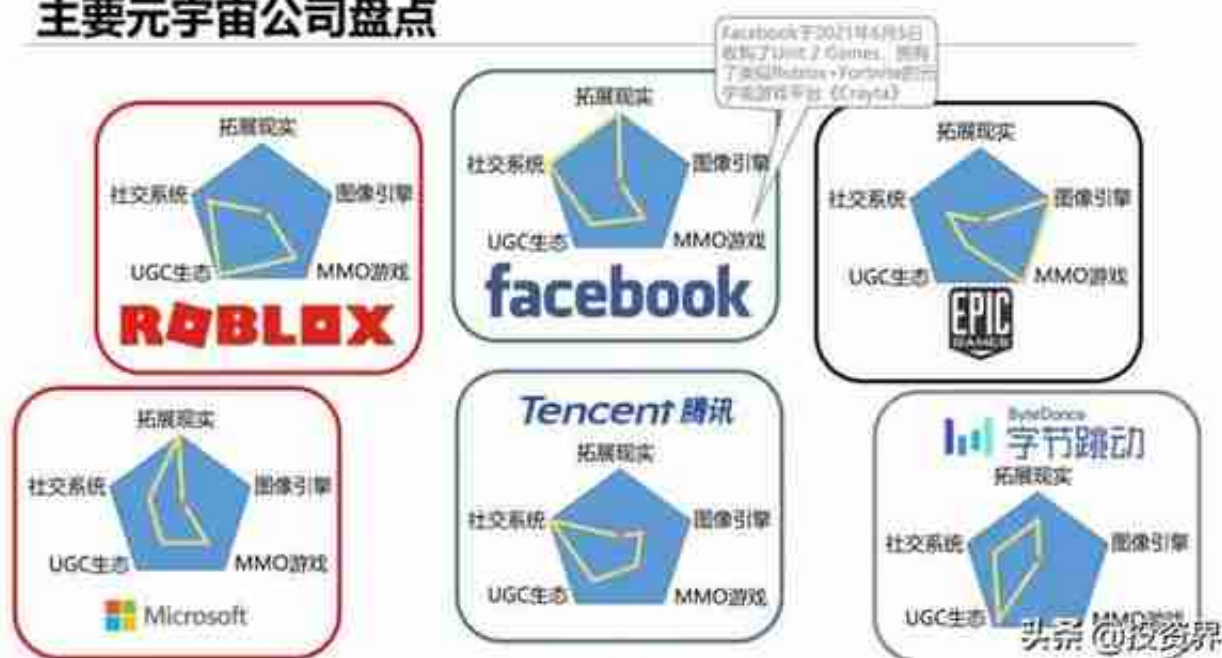 主要元宇宙公司盘点
Facebook于2021年6月5日
收购了Unit 2 Games，拥有
了类似Roblox+Fortnite的元
宇宙游戏平台《Crayta》
拓展现实
社交系统
图像引擎
UGC生态
MMO游戏
ROBLOX
拓展现实
社交系统
图像引擎
UGC生态
MMO游戏
facebook
拓展现实
社交系统
图像引擎
UGC生态
MMO游戏
EPIC
GAMES
拓展现实
社交系统
图像引擎
UGC生态
MMO游戏
Microsoft
Tencent 腾讯
拓展现实
社交系统
图像引擎
UGC生态
MMO游戏
ByteDance
字节跳动
拓展现实
社交系统
图像引擎
UGC生态
MMO游戏
头条 @投资界